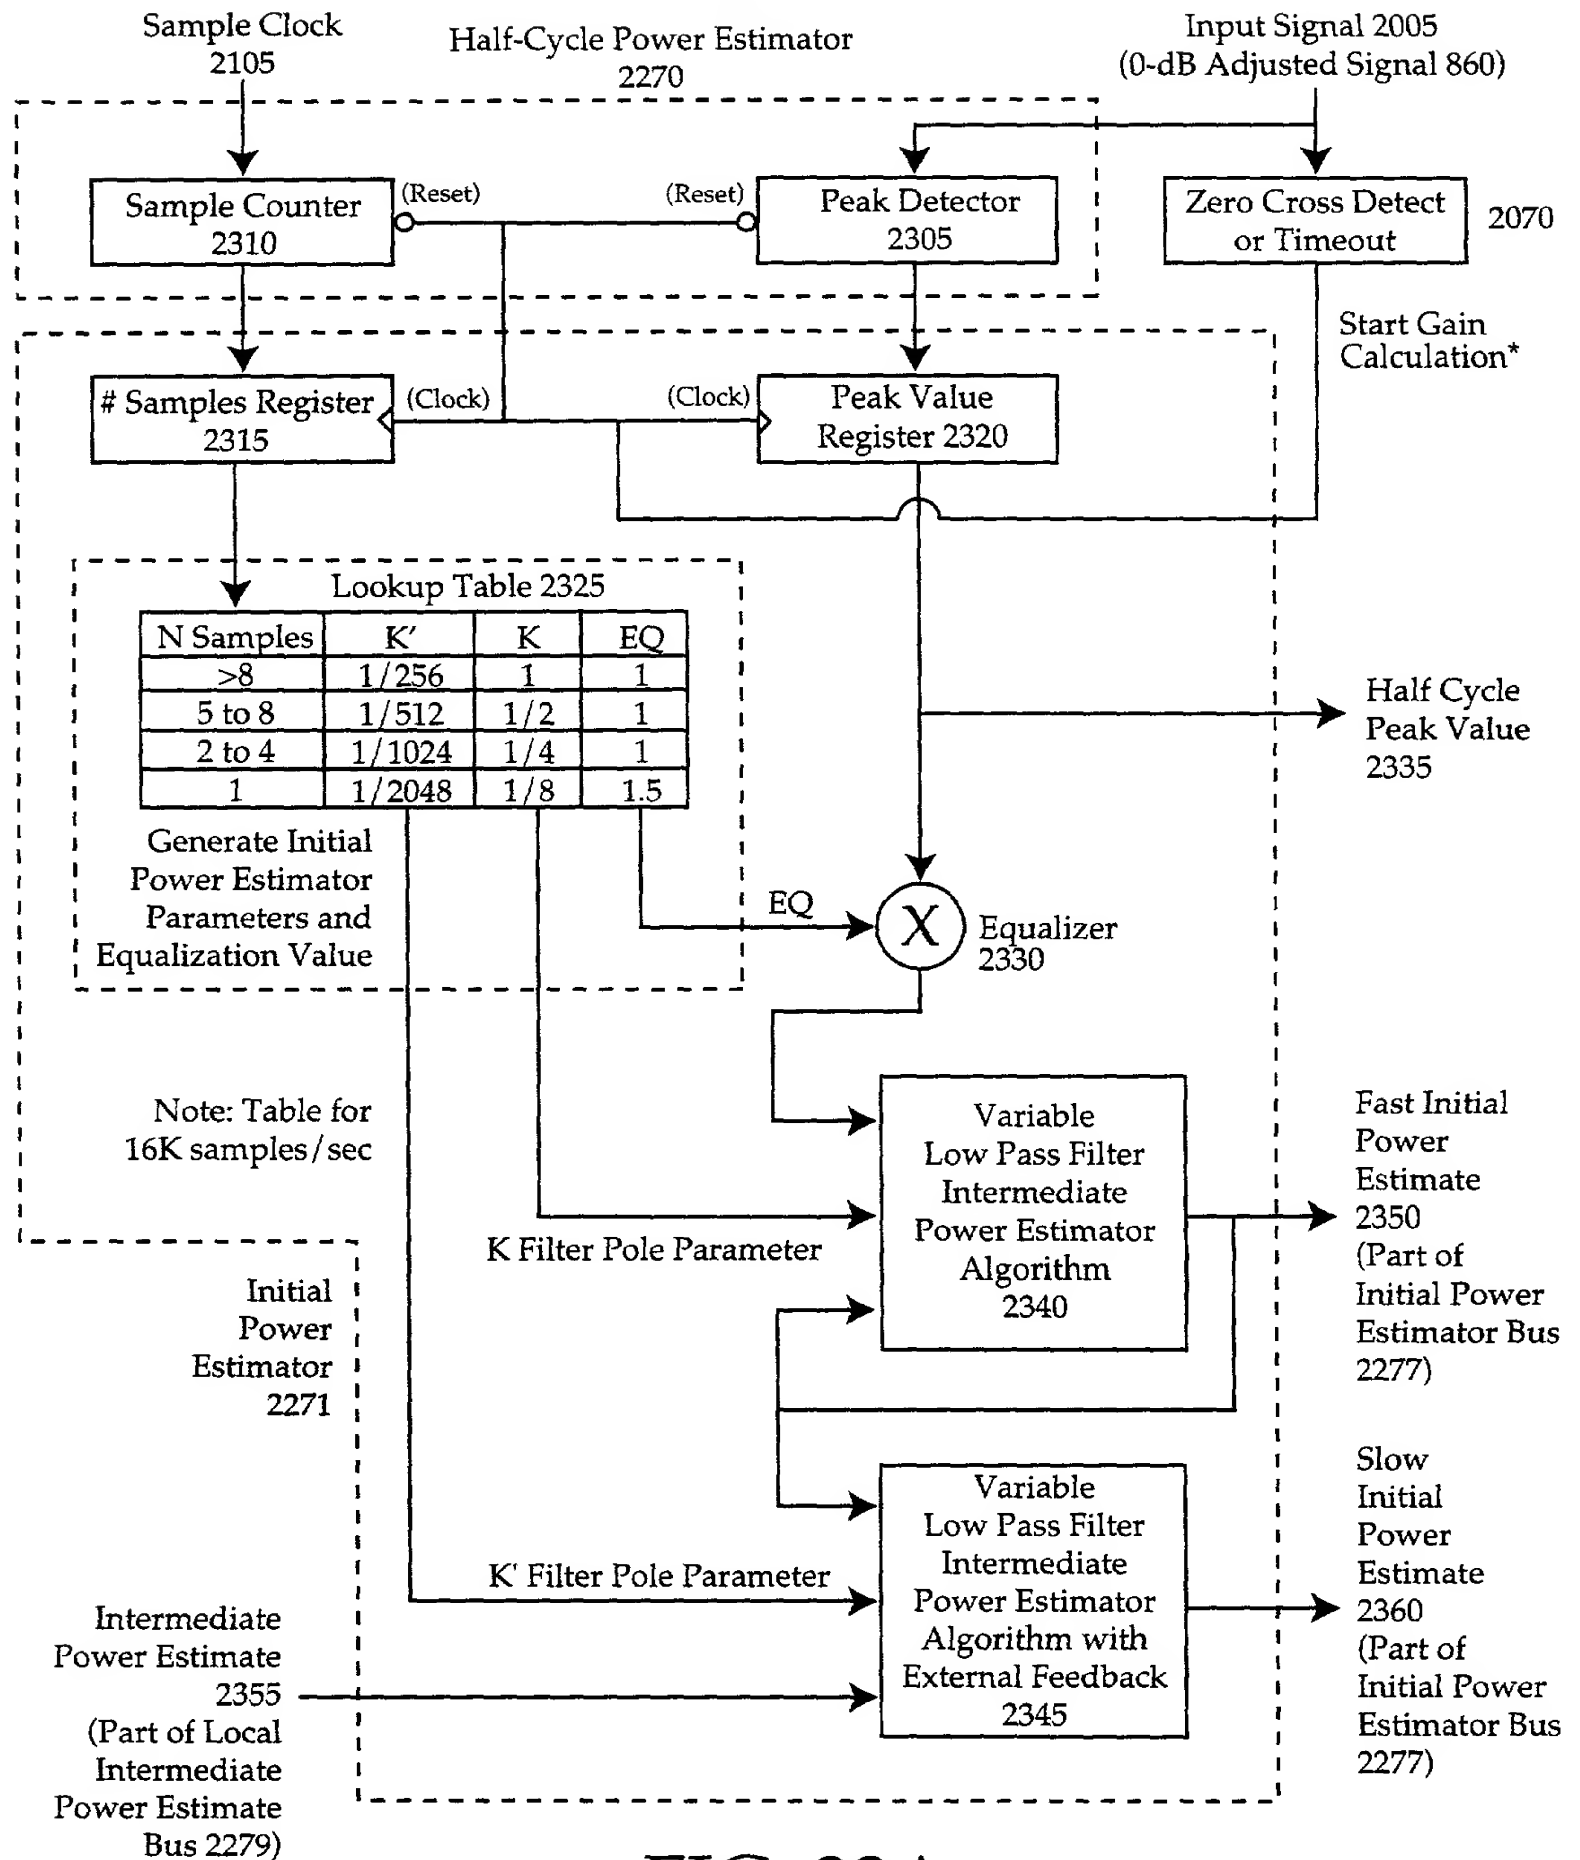 Sample Clock
2105
Half-Cycle Power Estimator
2270
Input Signal 2005
(0-dB Adjusted Signal 860)
Sample Counter
2310
(Reset)
(Reset)
Peak Detector
2305
Zero Cross Detect
or Timeout
2070
Start Gain
Calculation*
# Samples Register
2315
(Clock)
(Clock)
Peak Value
Register 2320
Lookup Table 2325
N Samples K' K EQ
>8 1/256 1 1
5 to 8 1/512 1/2 1
2 to 4 1/1024 1/4 1
1 1/2048 1/8 1.5
Half Cycle
Peak Value
2335
Generate Initial
Power Estimator
Parameters and
Equalization Value
EQ
X
Equalizer
2330
Note: Table for
16K samples/sec
Variable
Low Pass Filter
Intermediate
Power Estimator
Algorithm
2340
K Filter Pole Parameter
Fast Initial
Power
Estimate
2350
(Part of
Initial Power
Estimator Bus
2277)
Initial
Power
Estimator
2271
Variable
Low Pass Filter
Intermediate
Power Estimator
Algorithm with
External Feedback
2345
K' Filter Pole Parameter
Slow
Initial
Power
Estimate
2360
(Part of
Initial Power
Estimator Bus
2277)
Intermediate
Power Estimate
2355
(Part of Local
Intermediate
Power Estimate
Bus 2279)